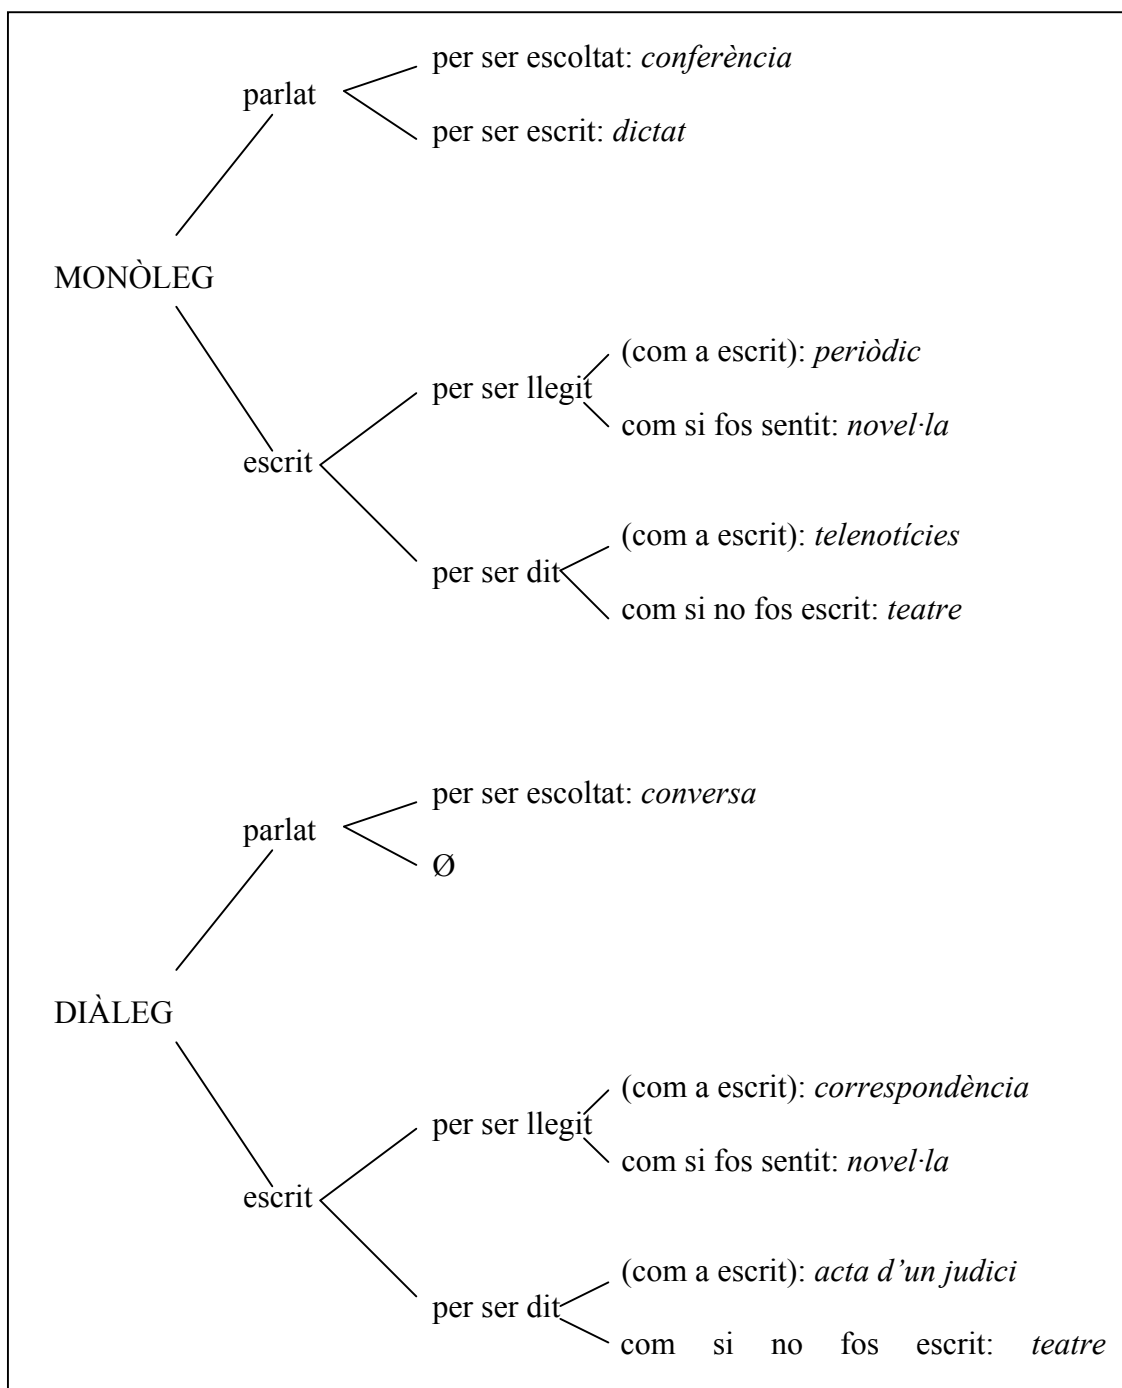 per ser escoltat: conferència
parlat
per ser escrit: dictat
MONÒLEG
(com a escrit): periòdic
per ser llegit
com si fos sentit: novel·la
escrit
(com a escrit): telenotícies
per ser dit
com si no fos escrit: teatre
per ser escoltat: conversa
parlat
Ø
DIÀLEG
(com a escrit): correspondència
per ser llegit
com si fos sentit: novel·la
escrit
(com a escrit): acta d’un judici
per ser dit
com si no fos escrit: teatre